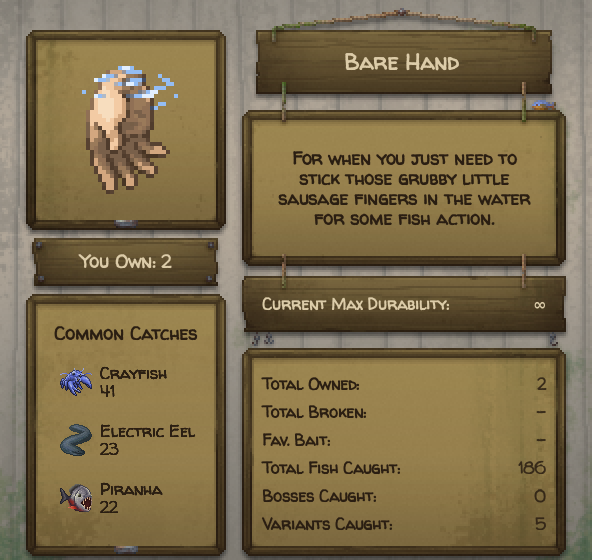 Bare Hand
For when you just need to
stick those grubby little
sausage fingers in the water
for some fish action.
You Own: 2
Current Max Durability: ∞
Common Catches
Crayfish
41
Electric Eel
23
Piranha
22
Total Owned: 2
Total Broken: –
Fav. Bait: –
Total Fish Caught: 186
Bosses Caught: 0
Variants Caught: 5